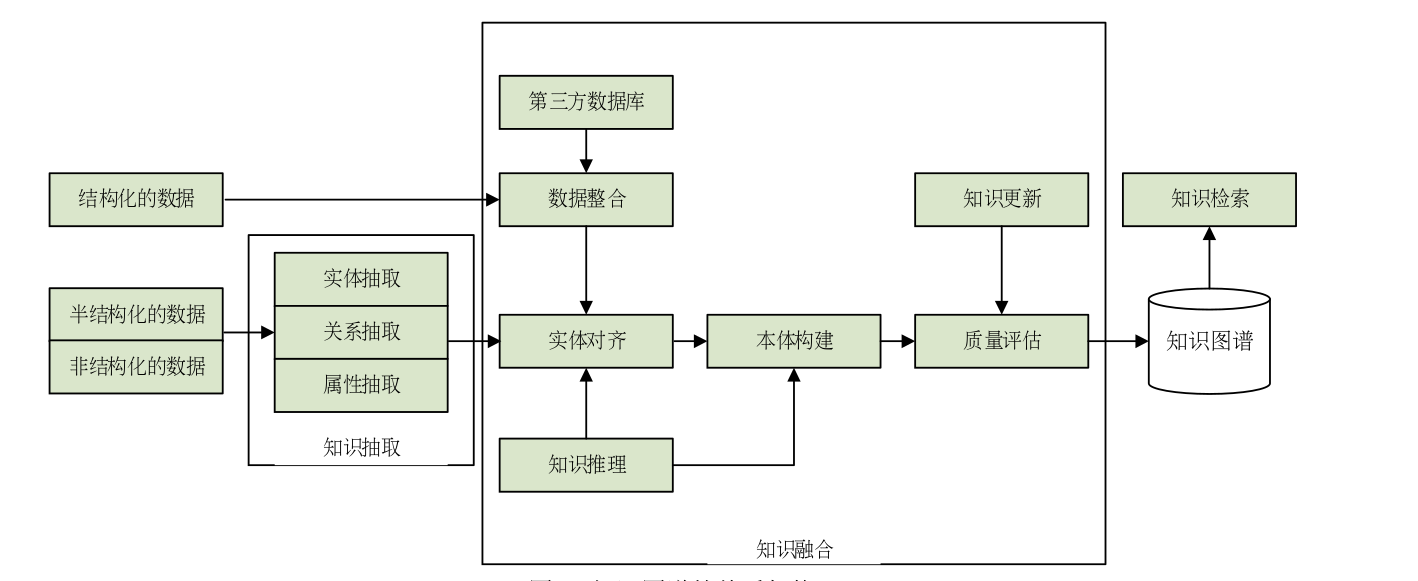 第三方数据库
结构化的数据
数据整合
知识更新
知识检索
实体抽取
半结构化的数据
关系抽取
实体对齐
本体构建
质量评估
知识图谱
非结构化的数据
属性抽取
知识抽取
知识推理
知识融合